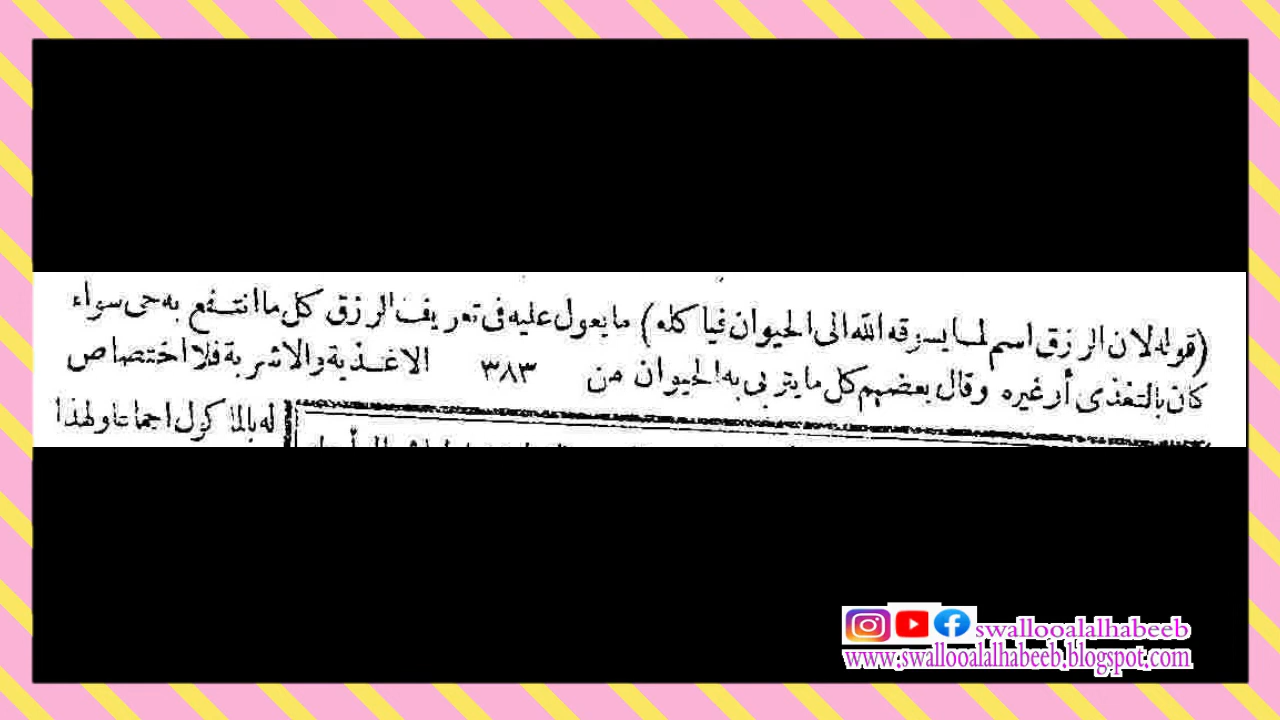 (قوله لان الرزق اسم لما يسوقه الله الى الحيوان فيأكله) ما يعول عليه فى تعريف الرزق كل ما انتفع به حى سواء
كان بالتغذى أو غيره وقال بعضهم كل ما يتربى به الحيوان من ٣٨٣ الاغذية والاشربة فلا اختصاص
له بالمأكول اجماعا ولهذا
swallooalalhabeeb
www.swallooalalhabeeb.blogspot.com